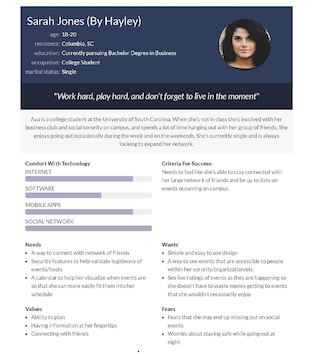 Sarah Jones (By Hayley)
age: 18-20
residence: Columbia, SC
education: Currently pursuing Bachelor Degree in Business
occupation: College Student
marital status: Single
"Work hard, play hard, and don't forget to live in the moment"
Ava is a college student at the University of South Carolina. When she's not in class she's involved with her
business club and social sorority on campus, and spends a lot of time hanging out with her group of friends. She
enjoys going out occasionally during the week and on the weekends. She's currently single and is always
looking to expand her network.
Comfort With Technology
INTERNET
SOFTWARE
MOBILE APPS
SOCIAL NETWORK
Criteria For Success:
Needs to feel like she's able to stay connected with
her large network of friends and be up to date on
events occurring on campus.
Needs
A way to connect with network of friends
Security features to help validate legitimacy of
events/hosts
A calendar to help her visualize when events are
so that she can more easily fit them into her
schedule
Wants
Simple and easy to use design
A way to see events that are accessible to people
within her sorority/organization/etc.
See live ratings of events as they are happening so
she doesn't have to waste money getting to events
that she wouldn't necessarily enjoy
Values
Ability to plan
Having information at her fingertips
Connecting with friends
Fears
Fears that she may end up missing out on social
events
Worries about staying safe while going out at
night